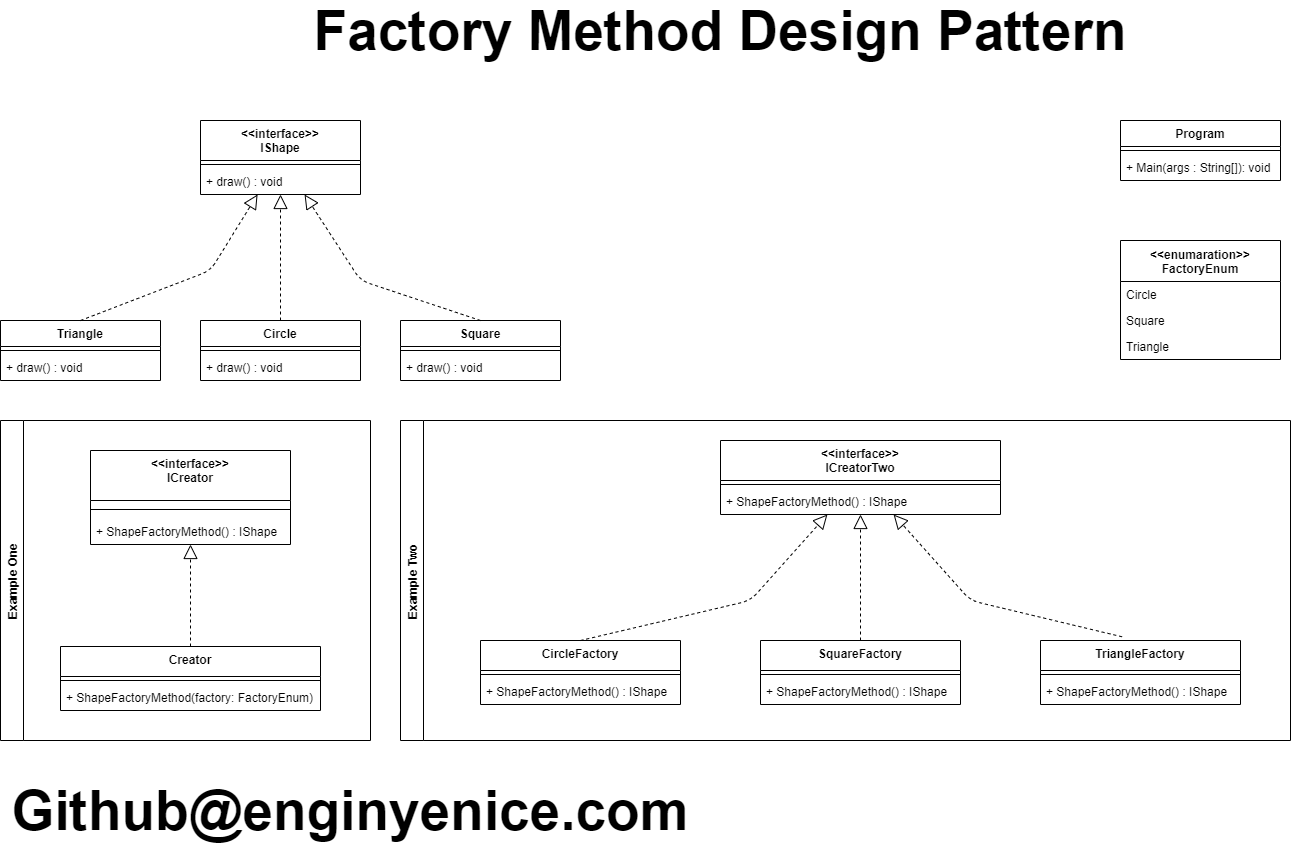 Factory Method Design Pattern
<<interface>>
IShape
+ draw() : void
Program
+ Main(args : String[]): void
<<enumaration>>
FactoryEnum
Circle
Square
Triangle
Triangle
+ draw() : void
Circle
+ draw() : void
Square
+ draw() : void
Example One
<<interface>>
ICreator
+ ShapeFactoryMethod() : IShape
Creator
+ ShapeFactoryMethod(factory: FactoryEnum)
Example Two
<<interface>>
ICreatorTwo
+ ShapeFactoryMethod() : IShape
CircleFactory
+ ShapeFactoryMethod() : IShape
SquareFactory
+ ShapeFactoryMethod() : IShape
TriangleFactory
+ ShapeFactoryMethod() : IShape
Github@enginyenice.com